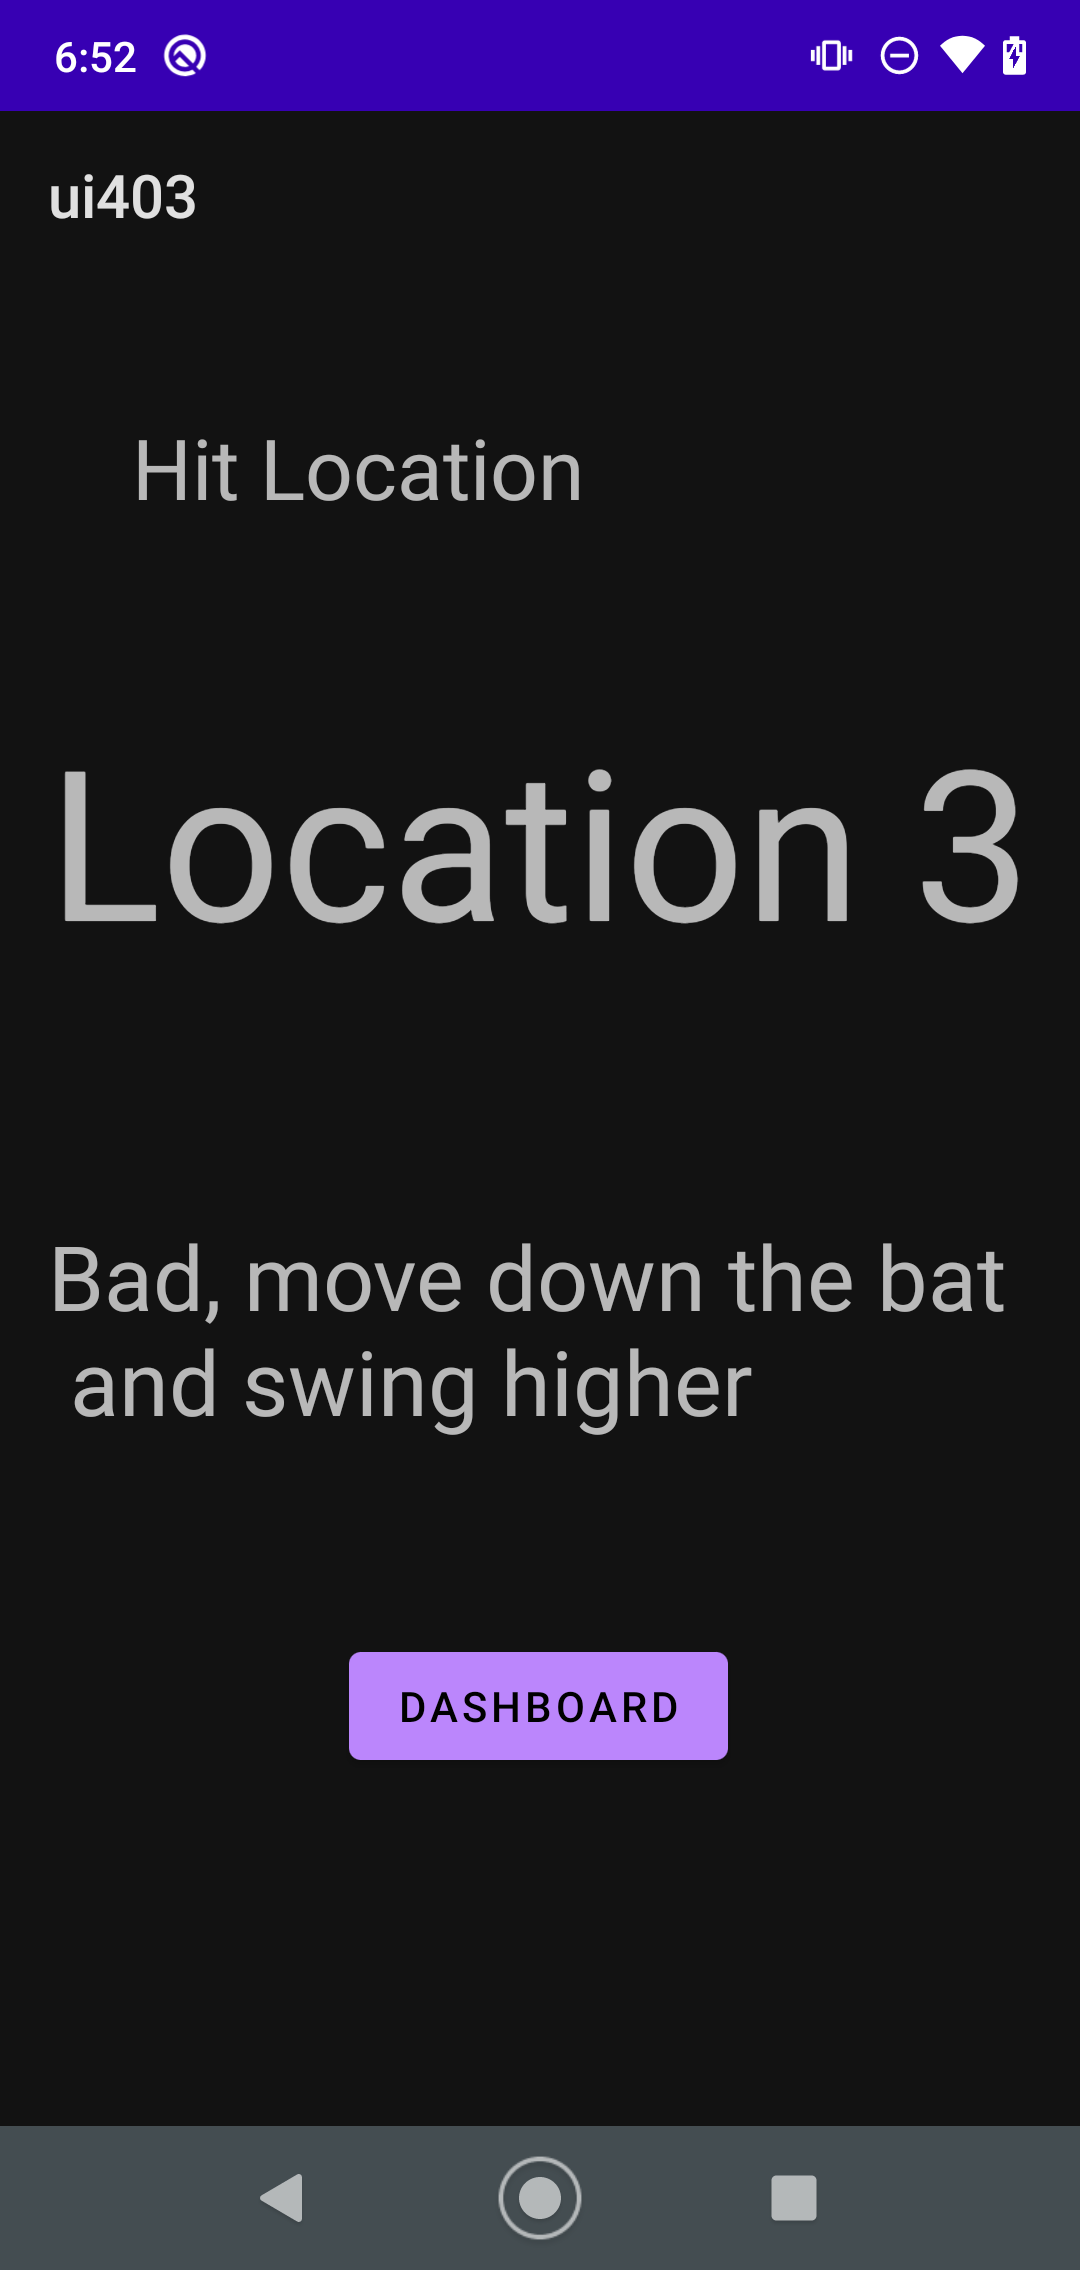 6:52
ui403
Hit Location
Location 3
Bad, move down the bat
and swing higher
DASHBOARD